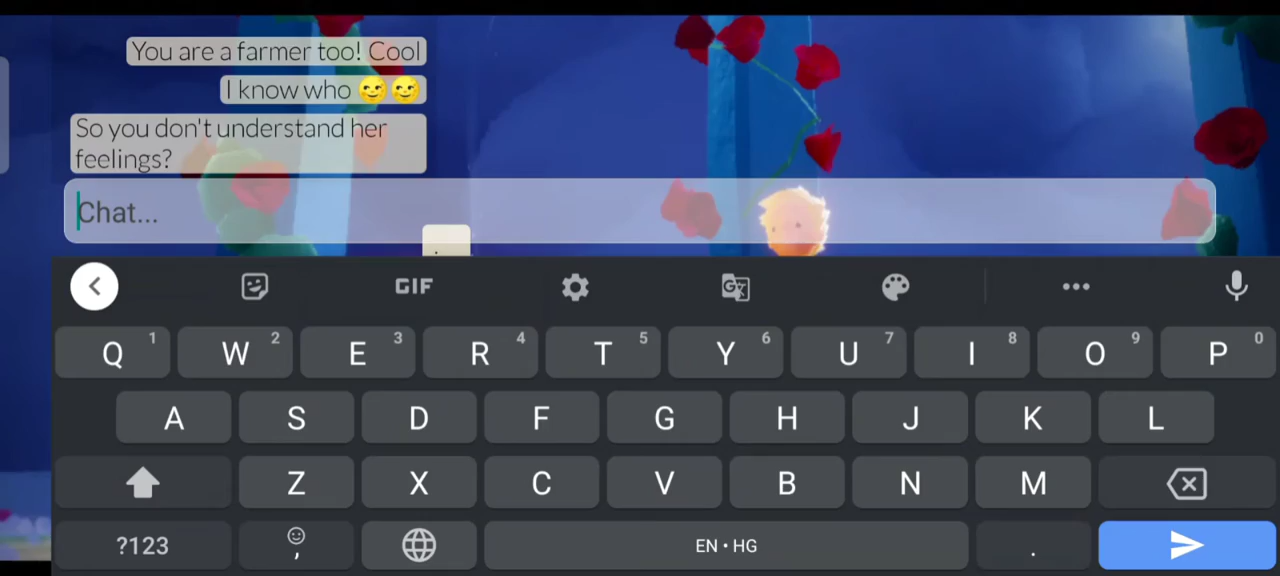 You are a farmer too! Cool
I know who 😏😏
So you don't understand her
feelings?
Chat...
GIF
Q 1 W 2 E 3 R 4 T 5 Y 6 U 7 I 8 O 9 P 0
A S D F G H J K L
Z X C V B N M
?123 , EN • HG .